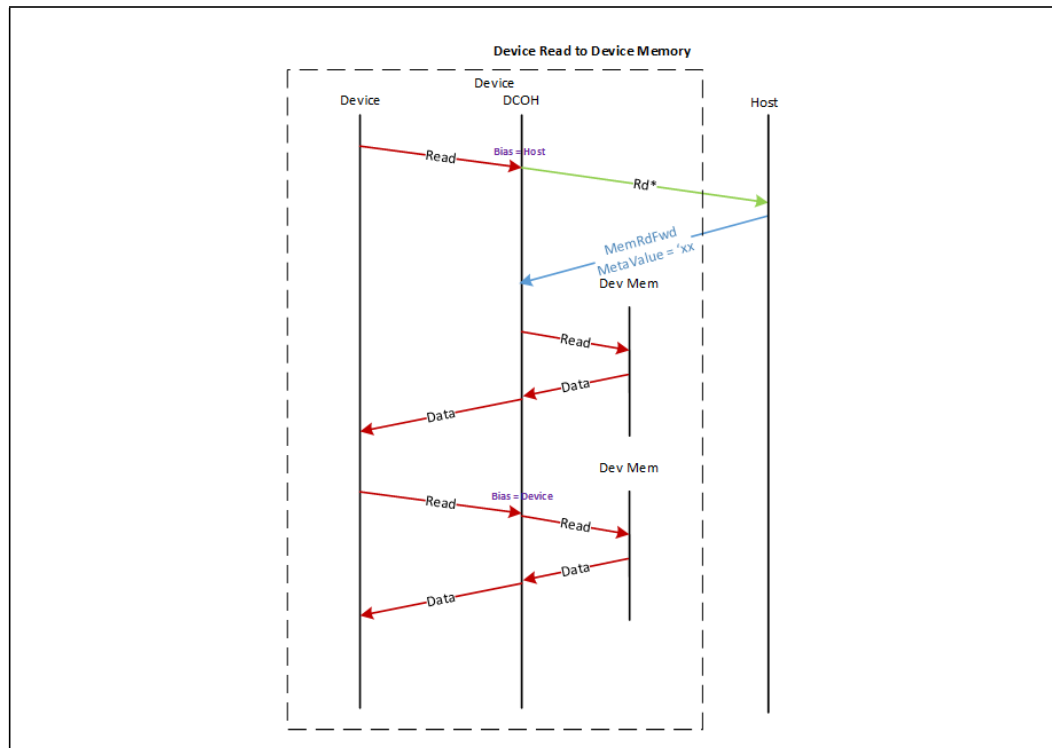 Device Read to Device Memory
Device
Device
DCOH
Host
Read
Bias = Host
Rd*
MemRdFwd
MetaValue = 'xx
Dev Mem
Read
Data
Data
Dev Mem
Read
Bias = Device
Read
Data
Data